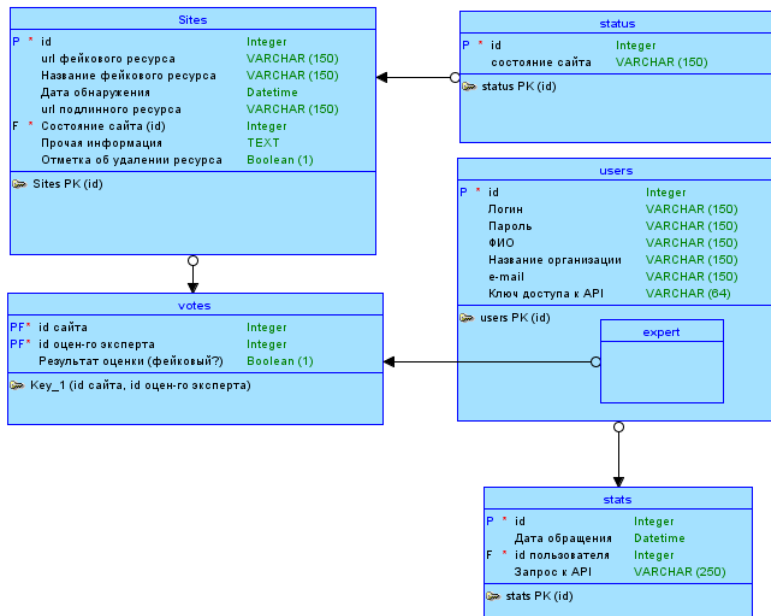 Sites
P * id Integer
url фейкового ресурса VARCHAR (150)
Название фейкового ресурса VARCHAR (150)
Дата обнаружения Datetime
url подлинного ресурса VARCHAR (150)
F * Состояние сайта (id) Integer
Прочая информация TEXT
Отметка об удалении ресурса Boolean (1)
Sites PK (id)
status
P * id Integer
состояние сайта VARCHAR (150)
status PK (id)
users
P * id Integer
Логин VARCHAR (150)
Пароль VARCHAR (150)
ФИО VARCHAR (150)
Название организации VARCHAR (150)
e-mail VARCHAR (150)
Ключ доступа к API VARCHAR (64)
users PK (id)
expert
votes
PF* id сайта Integer
PF* id оцен-го эксперта Integer
Результат оценки (фейковый?) Boolean (1)
Key_1 (id сайта, id оцен-го эксперта)
stats
P * id Integer
Дата обращения Datetime
F * id пользователя Integer
Запрос к API VARCHAR (250)
stats PK (id)